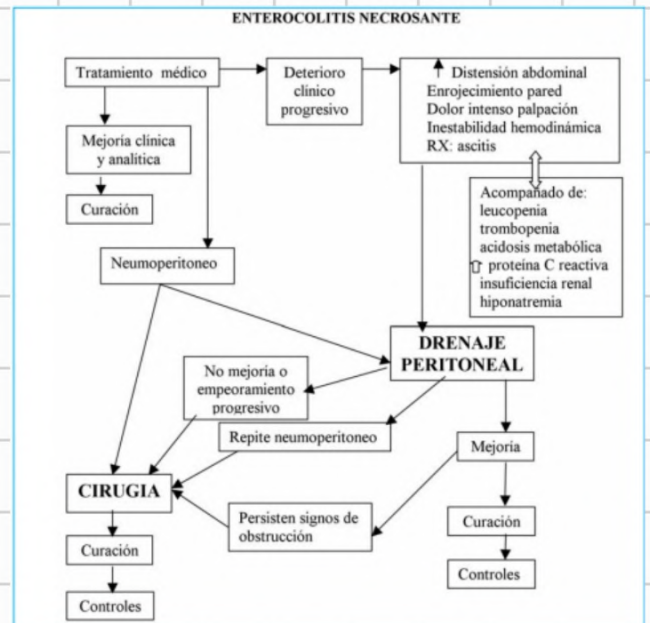 ENTEROCOLITIS NECROSANTE
Tratamiento médico
Deterioro
clínico
progresivo
Distensión abdominal
Enrojecimiento pared
Dolor intenso palpación
Inestabilidad hemodinámica
RX: ascitis
Mejoría clínica
y analítica
Curación
Acompañado de:
leucopenia
trombopenia
acidosis metabólica
proteína C reactiva
insuficiencia renal
hiponatremia
Neumoperitoneo
DRENAJE
PERITONEAL
No mejoría o
empeoramiento
progresivo
Repite neumoperitoneo
Mejoría
CIRUGIA
Persisten signos de
obstrucción
Curación
Controles
Curación
Controles